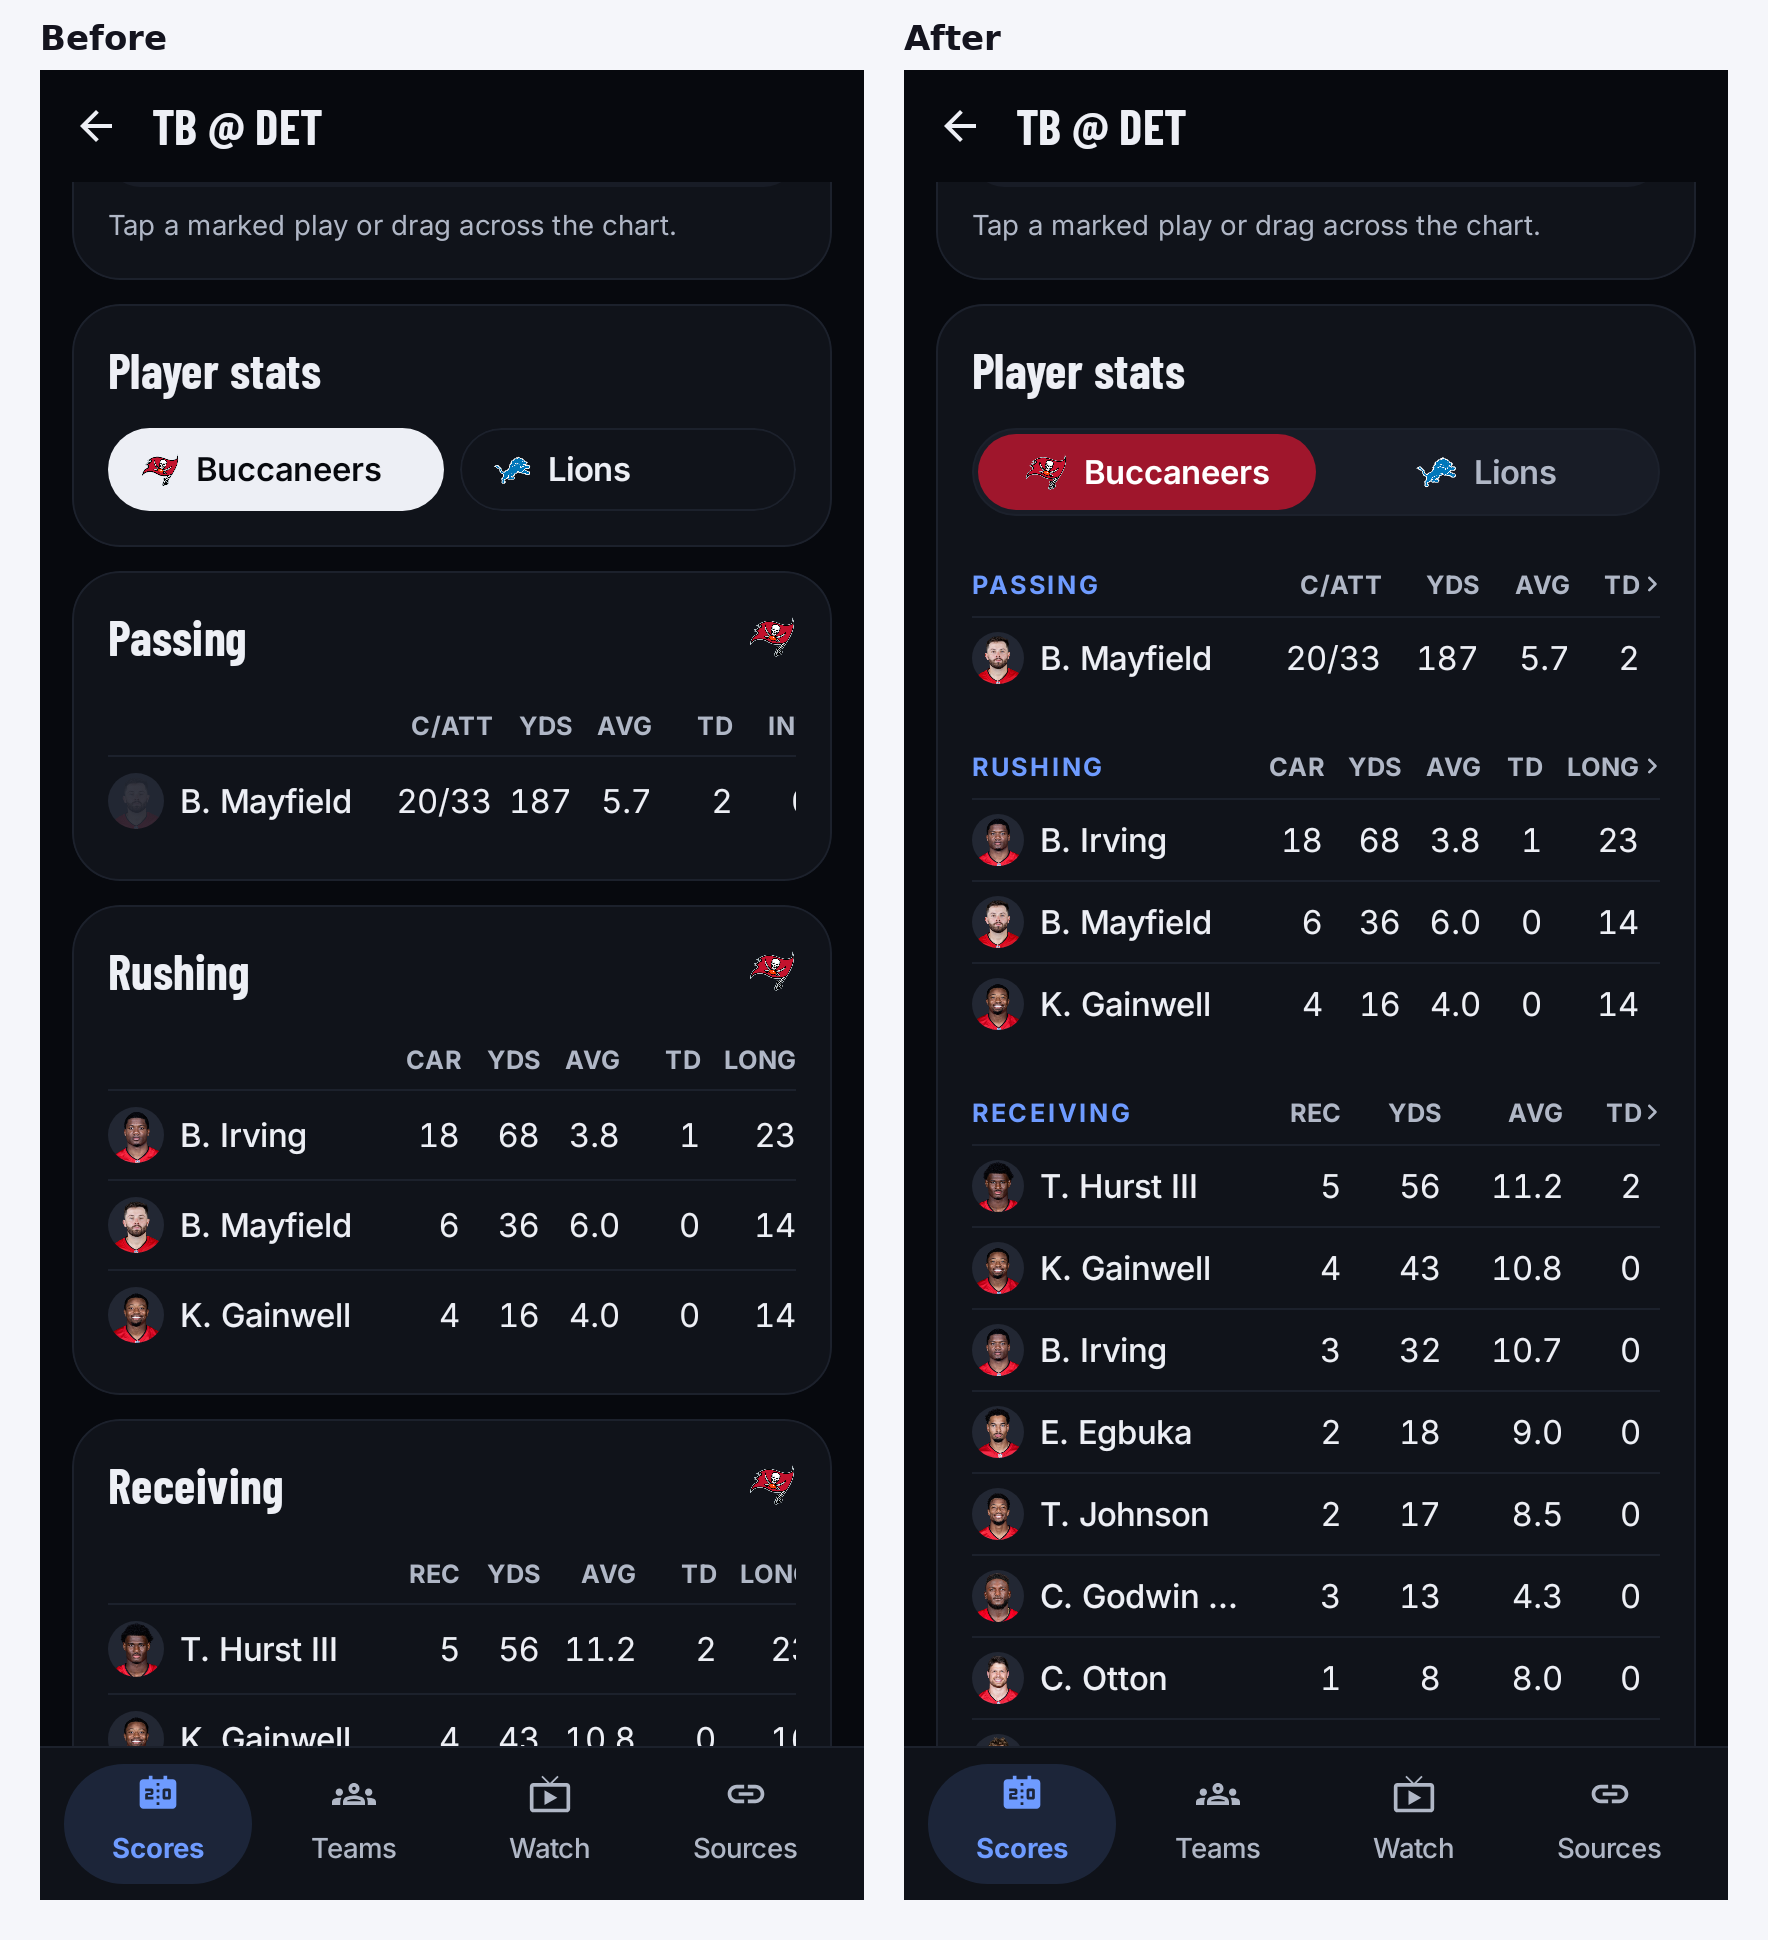 Before
TB @ DET
Tap a marked play or drag across the chart.
Player stats
Buccaneers Lions
Passing
C/ATT YDS AVG TD IN
B. Mayfield 20/33 187 5.7 2
Rushing
CAR YDS AVG TD LONG
B. Irving 18 68 3.8 1 23
B. Mayfield 6 36 6.0 0 14
K. Gainwell 4 16 4.0 0 14
Receiving
REC YDS AVG TD LON
T. Hurst III 5 56 11.2 2 2
K. Gainwell 4 43 10.8 0 1
Scores Teams Watch Sources
After
TB @ DET
Tap a marked play or drag across the chart.
Player stats
Buccaneers Lions
PASSING C/ATT YDS AVG TD
B. Mayfield 20/33 187 5.7 2
RUSHING CAR YDS AVG TD LONG
B. Irving 18 68 3.8 1 23
B. Mayfield 6 36 6.0 0 14
K. Gainwell 4 16 4.0 0 14
RECEIVING REC YDS AVG TD
T. Hurst III 5 56 11.2 2
K. Gainwell 4 43 10.8 0
B. Irving 3 32 10.7 0
E. Egbuka 2 18 9.0 0
T. Johnson 2 17 8.5 0
C. Godwin ... 3 13 4.3 0
C. Otton 1 8 8.0 0
Scores Teams Watch Sources